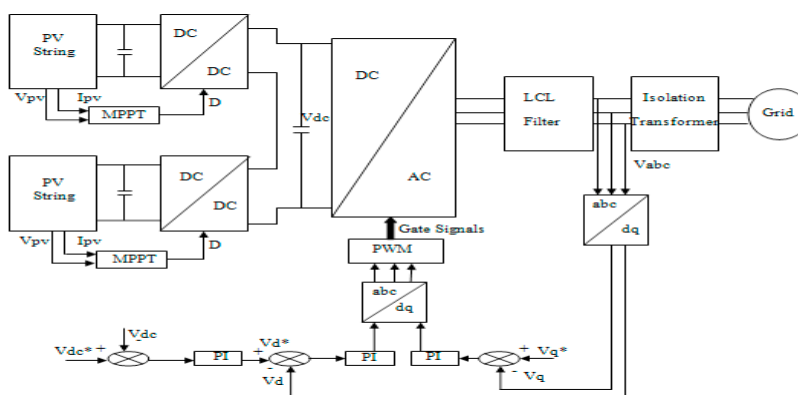 PV
String
DC
DC
Vpv
Ipv
MPPT
D
Vdc
DC
AC
LCL
Filter
Isolation
Transformer
Grid
Vabc
PV
String
DC
DC
Vpv
Ipv
MPPT
D
abc
dq
Gate Signals
PWM
abc
dq
Vdc* +
Vdc
-
PI
+ Vd*
-
Vd
PI
PI
+
Vq*
- Vq